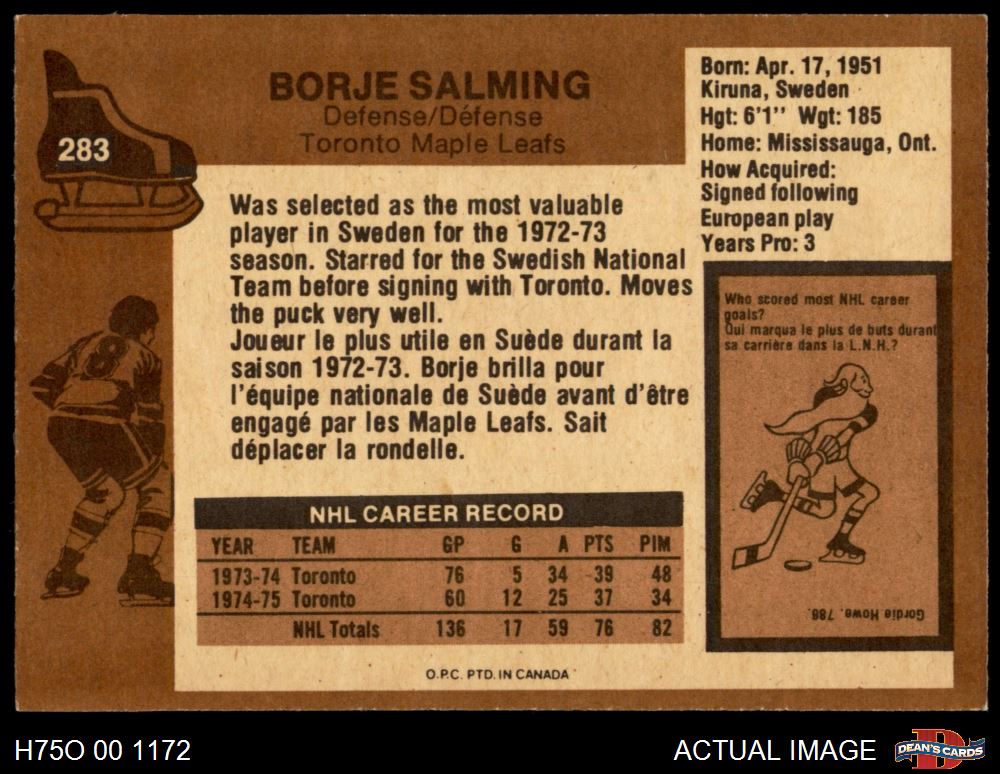 283
BORJE SALMING
Defense/Défense
Toronto Maple Leafs
Born: Apr. 17, 1951
Kiruna, Sweden
Hgt: 6'1'' Wgt: 185
Home: Mississauga, Ont.
How Acquired:
Signed following
European play
Years Pro: 3
Was selected as the most valuable
player in Sweden for the 1972-73
season. Starred for the Swedish National
Team before signing with Toronto. Moves
the puck very well.
Joueur le plus utile en Suède durant la
saison 1972-73. Borje brilla pour
l'équipe nationale de Suède avant d'être
engagé par les Maple Leafs. Sait
déplacer la rondelle.
8
Who scored most NHL career
goals?
Qui marqua le plus de buts durant
sa carrière dans la L.N.H.?
Gordie Howe. 786.
NHL CAREER RECORD
YEAR TEAM GP G A PTS PIM
1973-74 Toronto 76 5 34 39 48
1974-75 Toronto 60 12 25 37 34
NHL Totals 136 17 59 76 82
O.P.C. PTD. IN CANADA
H75O 00 1172
ACTUAL IMAGE
D
DEAN'S CARDS